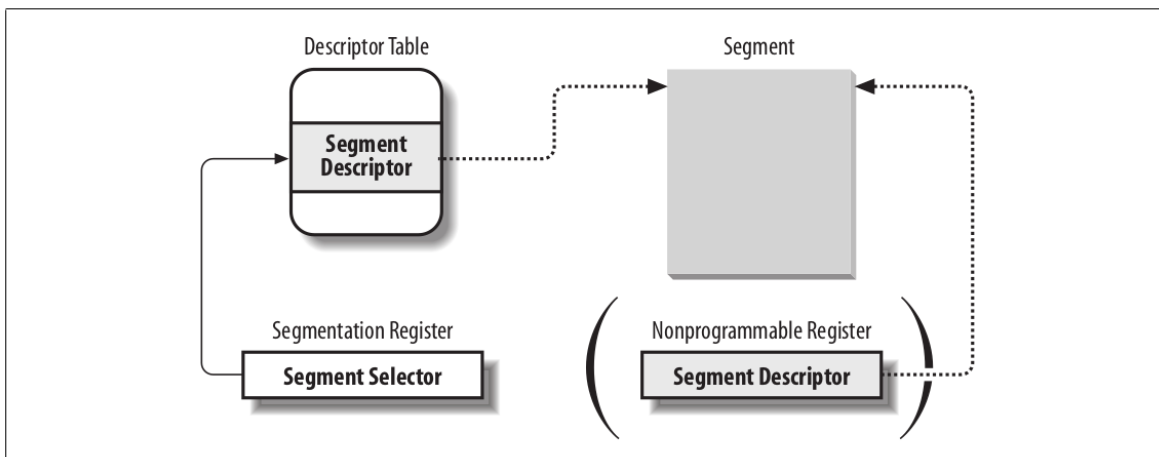 Descriptor Table
Segment
Segment
Descriptor
Segmentation Register
Segment Selector
Nonprogrammable Register
Segment Descriptor